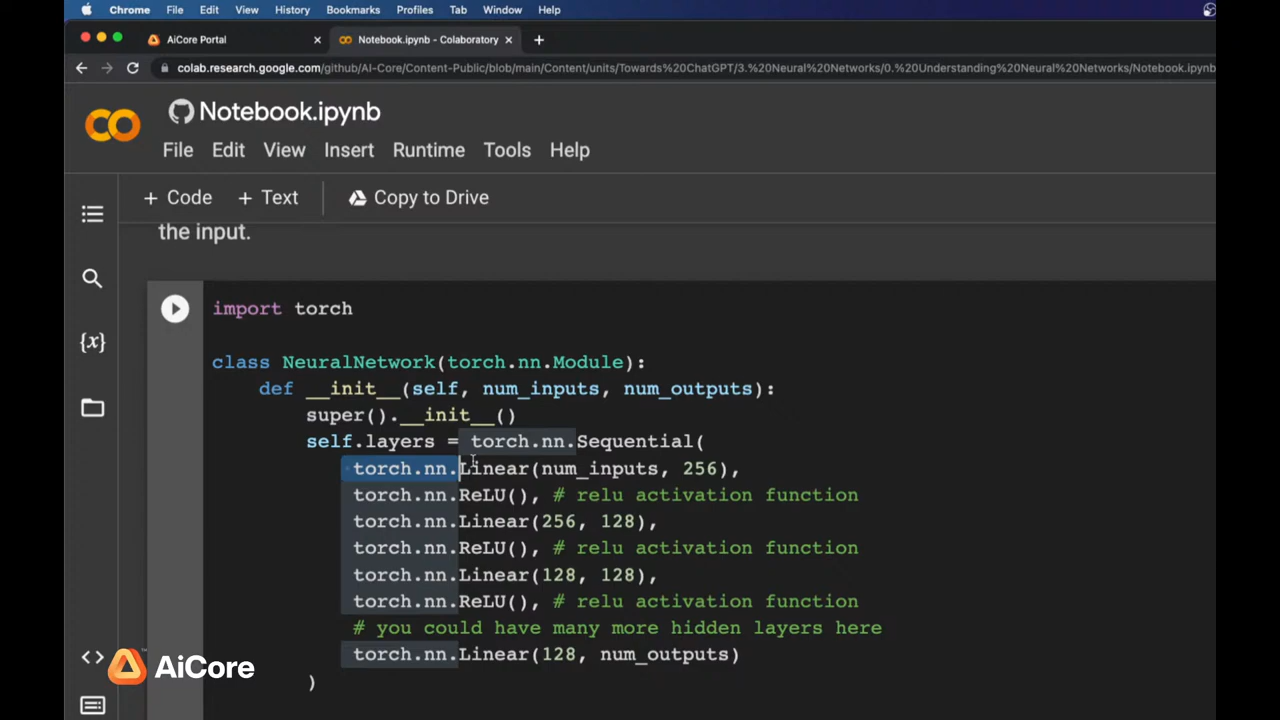 Chrome File Edit View History Bookmarks Profiles Tab Window Help
AiCore Portal × Notebook.ipynb - Colaboratory × +
colab.research.google.com/github/AI-Core/Content-Public/blob/main/Content/units/Towards%20ChatGPT/3.%20Neural%20Networks/0.%20Understanding%20Neural%20Networks/Notebook.ipynb
CO Notebook.ipynb
File Edit View Insert Runtime Tools Help
+ Code + Text Copy to Drive
the input.
{x}
import torch
class NeuralNetwork(torch.nn.Module):
def __init__(self, num_inputs, num_outputs):
super().__init__()
self.layers = torch.nn.Sequential(
torch.nn.Linear(num_inputs, 256),
torch.nn.ReLU(), # relu activation function
torch.nn.Linear(256, 128),
torch.nn.ReLU(), # relu activation function
torch.nn.Linear(128, 128),
torch.nn.ReLU(), # relu activation function
# you could have many more hidden layers here
torch.nn.Linear(128, num_outputs)
)
<>
AiCore